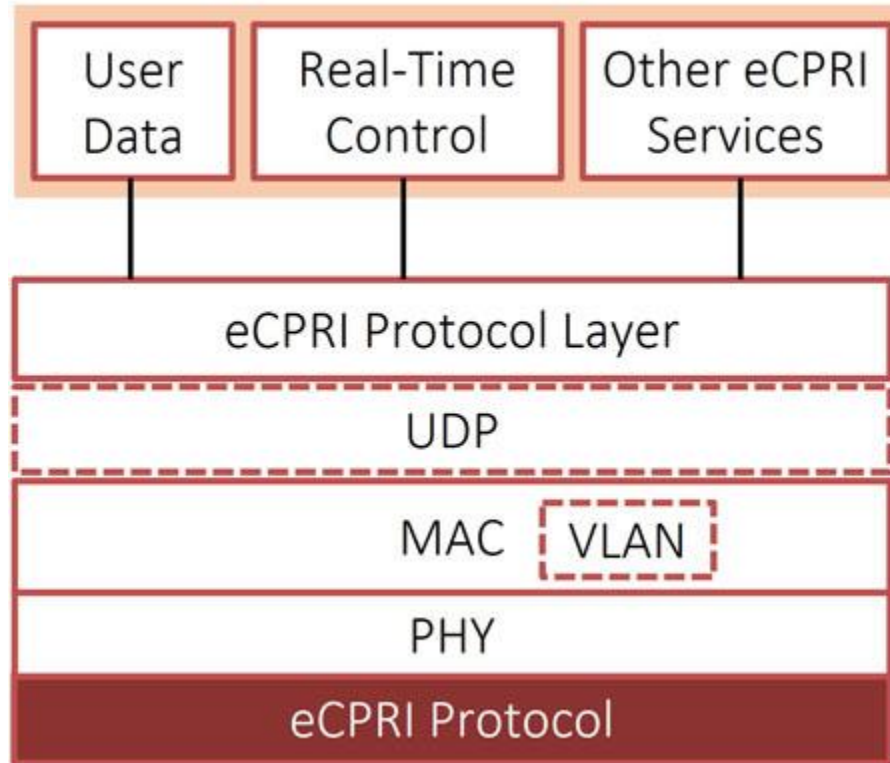 User
Data
Real-Time
Control
Other eCPRI
Services
eCPRI Protocol Layer
UDP
MAC
VLAN
PHY
eCPRI Protocol